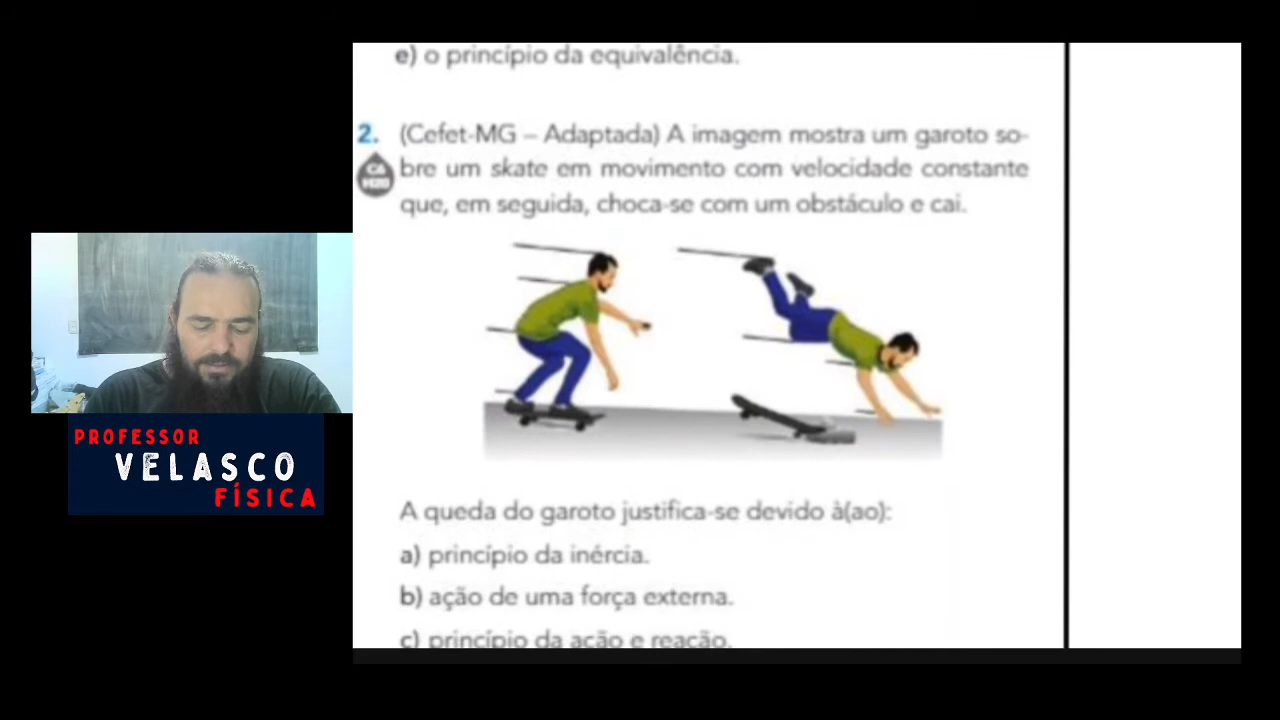 e) o princípio da equivalência.
2. (Cefet-MG – Adaptada) A imagem mostra um garoto so-
bre um skate em movimento com velocidade constante
que, em seguida, choca-se com um obstáculo e cai.
PROFESSOR
VELASCO
FÍSICA
A queda do garoto justifica-se devido à(ao):
a) princípio da inércia.
b) ação de uma força externa.
c) princípio da ação e reação.